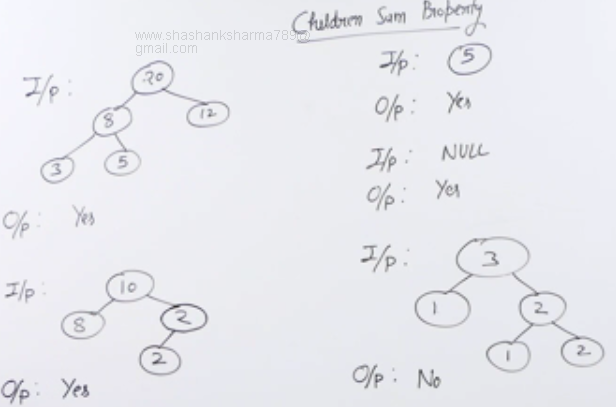 Children Sum Property
www.shashanksharma789@
gmail.com
I/p:
20
8
12
3
5
O/p: Yes
I/p: 5
O/p: Yes
I/p: NULL
O/p: Yes
I/p:
10
8
2
2
O/p: Yes
I/p:
3
1
2
1
2
O/p: No